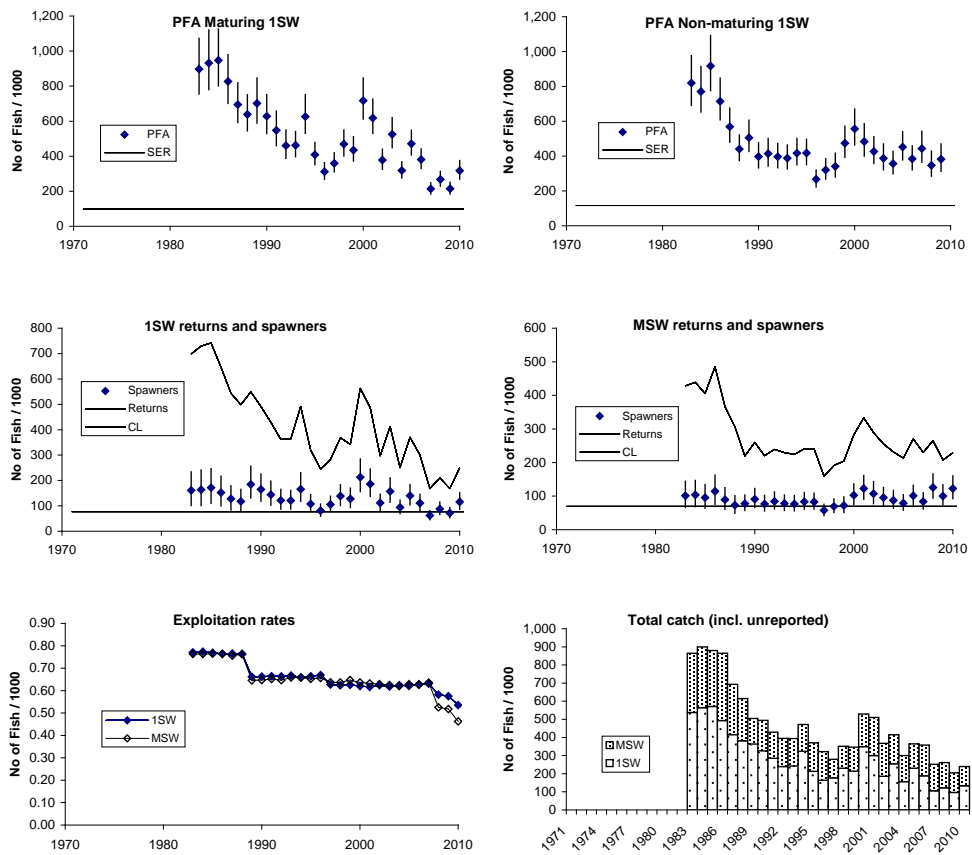 PFA Maturing 1SW
No of Fish / 1000
1,200
1,000
800
600
400
200
0
PFA
SER
1970 1980 1990 2000 2010
PFA Non-maturing 1SW
No of Fish / 1000
1,200
1,000
800
600
400
200
0
PFA
SER
1970 1980 1990 2000 2010
1SW returns and spawners
No of Fish / 1000
800
700
600
500
400
300
200
100
0
Spawners
Returns
CL
1970 1980 1990 2000 2010
MSW returns and spawners
No of Fish / 1000
600
500
400
300
200
100
0
Spawners
Returns
CL
1970 1980 1990 2000 2010
Exploitation rates
No of Fish / 1000
0.90
0.80
0.70
0.60
0.50
0.40
0.30
0.20
0.10
0.00
1SW
MSW
1970 1980 1990 2000 2010
Total catch (incl. unreported)
No of Fish / 1000
1,000
900
800
700
600
500
400
300
200
100
0
MSW
1SW
1971 1974 1977 1980 1983 1986 1989 1992 1995 1998 2001 2004 2007 2010